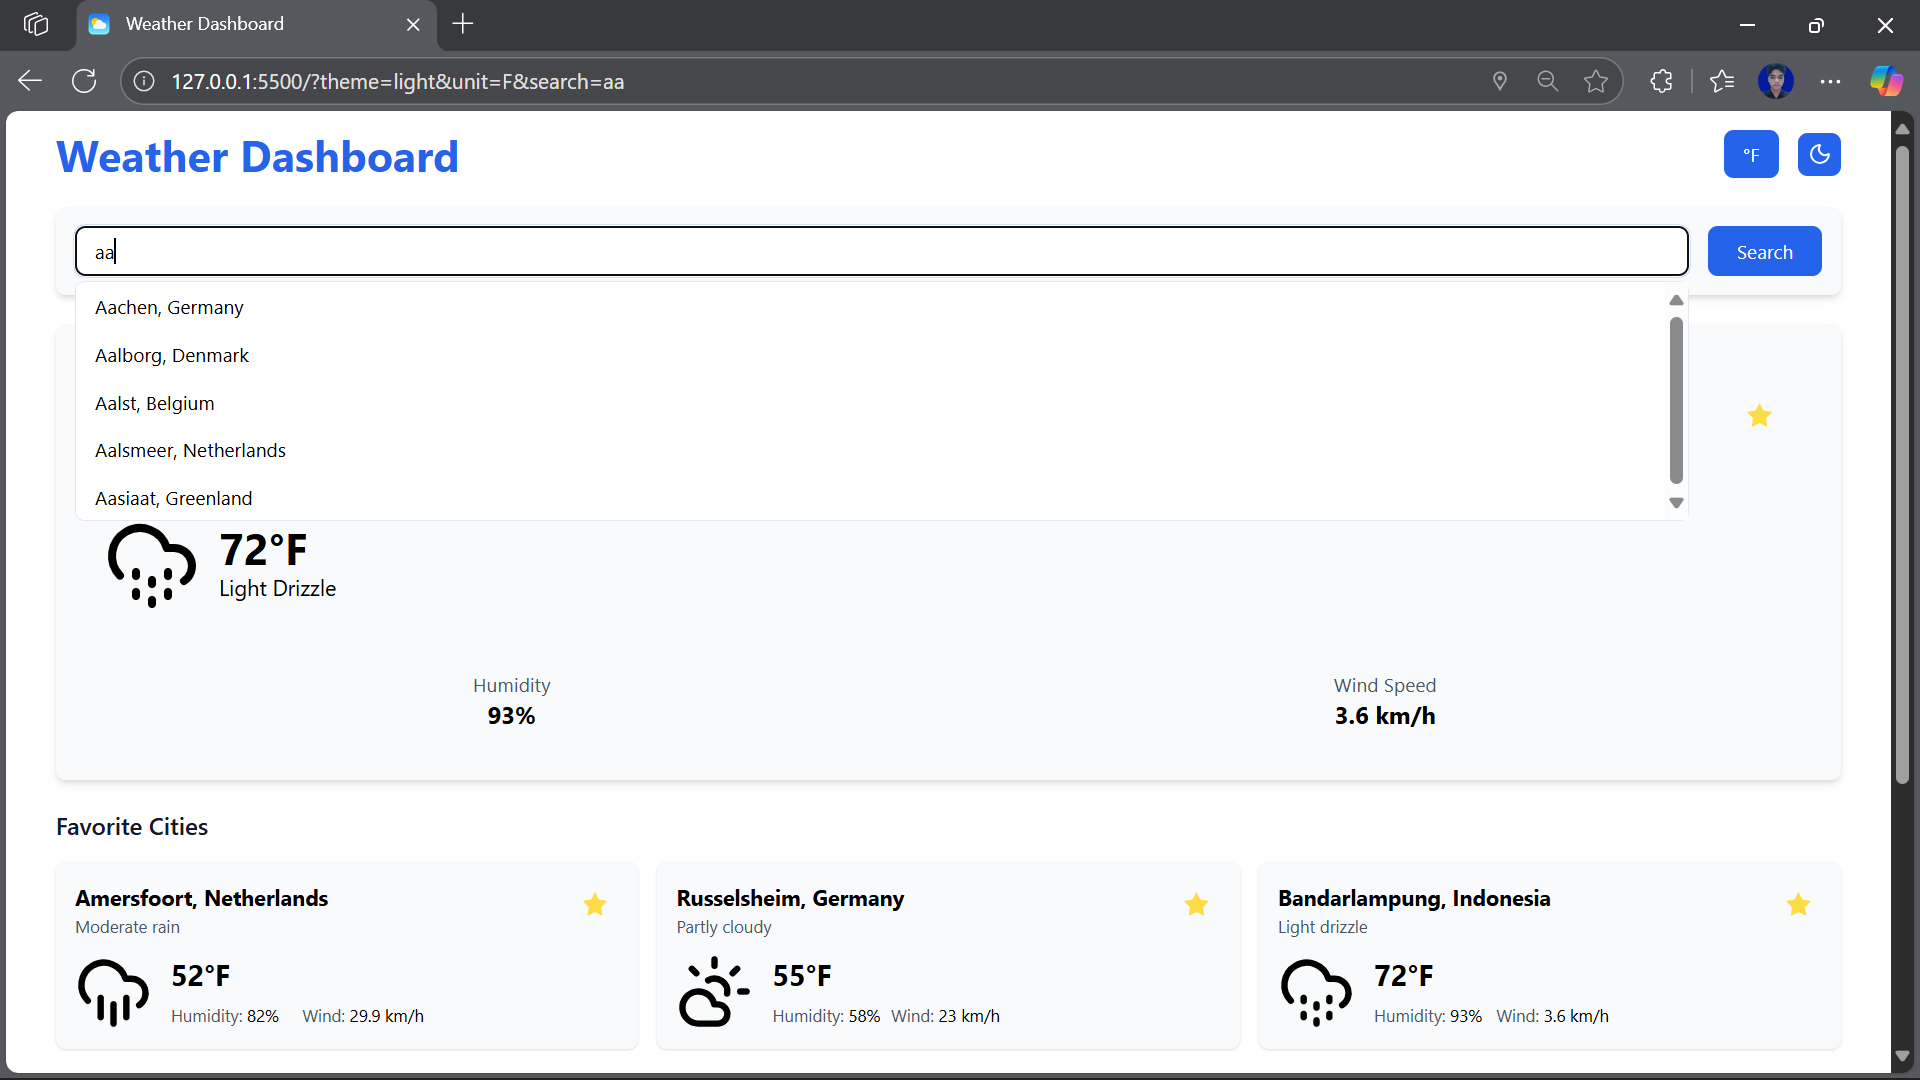 Weather Dashboard
127.0.0.1:5500/?theme=light&unit=F&search=aa
Weather Dashboard
°F
aa
Search
Aachen, Germany
Aalborg, Denmark
Aalst, Belgium
Aalsmeer, Netherlands
Aasiaat, Greenland
72°F
Light Drizzle
Humidity
93%
Wind Speed
3.6 km/h
Favorite Cities
Amersfoort, Netherlands
Moderate rain
52°F
Humidity: 82% Wind: 29.9 km/h
Russelsheim, Germany
Partly cloudy
55°F
Humidity: 58% Wind: 23 km/h
Bandarlampung, Indonesia
Light drizzle
72°F
Humidity: 93% Wind: 3.6 km/h